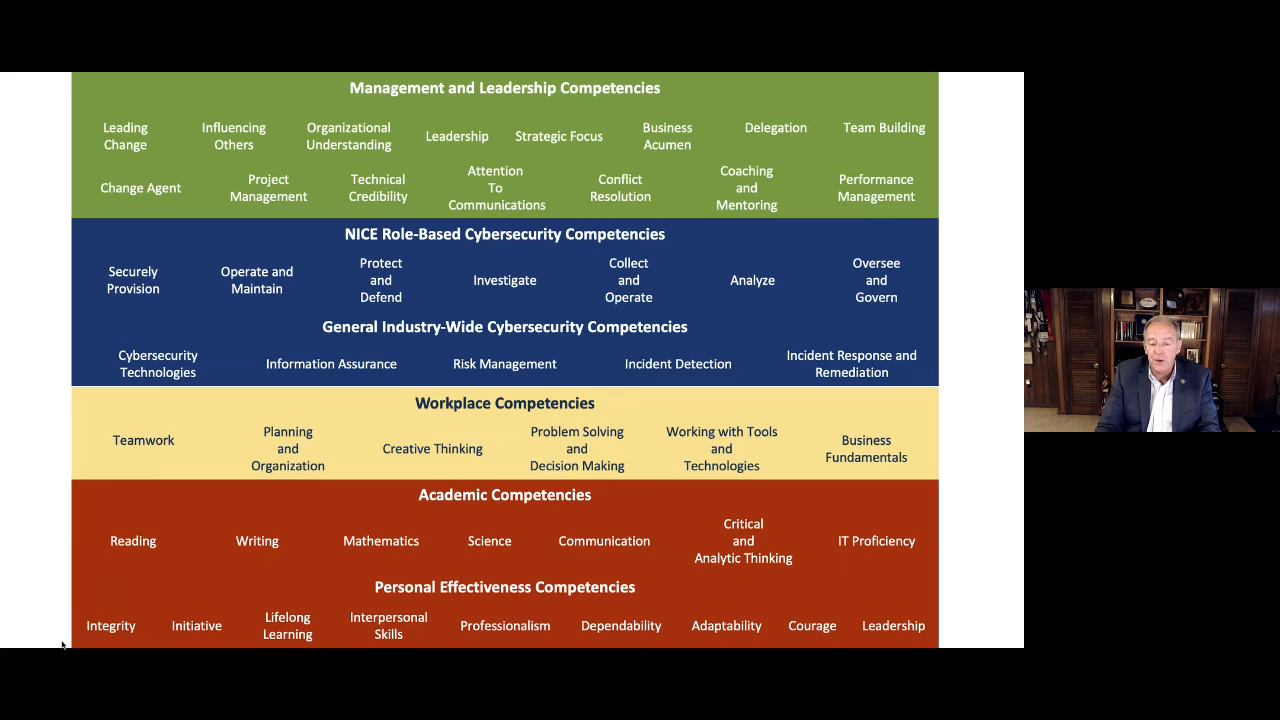 Management and Leadership Competencies
Leading Change
Influencing Others
Organizational Understanding
Leadership
Strategic Focus
Business Acumen
Delegation
Team Building
Change Agent
Project Management
Technical Credibility
Attention To Communications
Conflict Resolution
Coaching and Mentoring
Performance Management
NICE Role-Based Cybersecurity Competencies
Securely Provision
Operate and Maintain
Protect and Defend
Investigate
Collect and Operate
Analyze
Oversee and Govern
General Industry-Wide Cybersecurity Competencies
Cybersecurity Technologies
Information Assurance
Risk Management
Incident Detection
Incident Response and Remediation
Workplace Competencies
Teamwork
Planning and Organization
Creative Thinking
Problem Solving and Decision Making
Working with Tools and Technologies
Business Fundamentals
Academic Competencies
Reading
Writing
Mathematics
Science
Communication
Critical and Analytic Thinking
IT Proficiency
Personal Effectiveness Competencies
Integrity
Initiative
Lifelong Learning
Interpersonal Skills
Professionalism
Dependability
Adaptability
Courage
Leadership